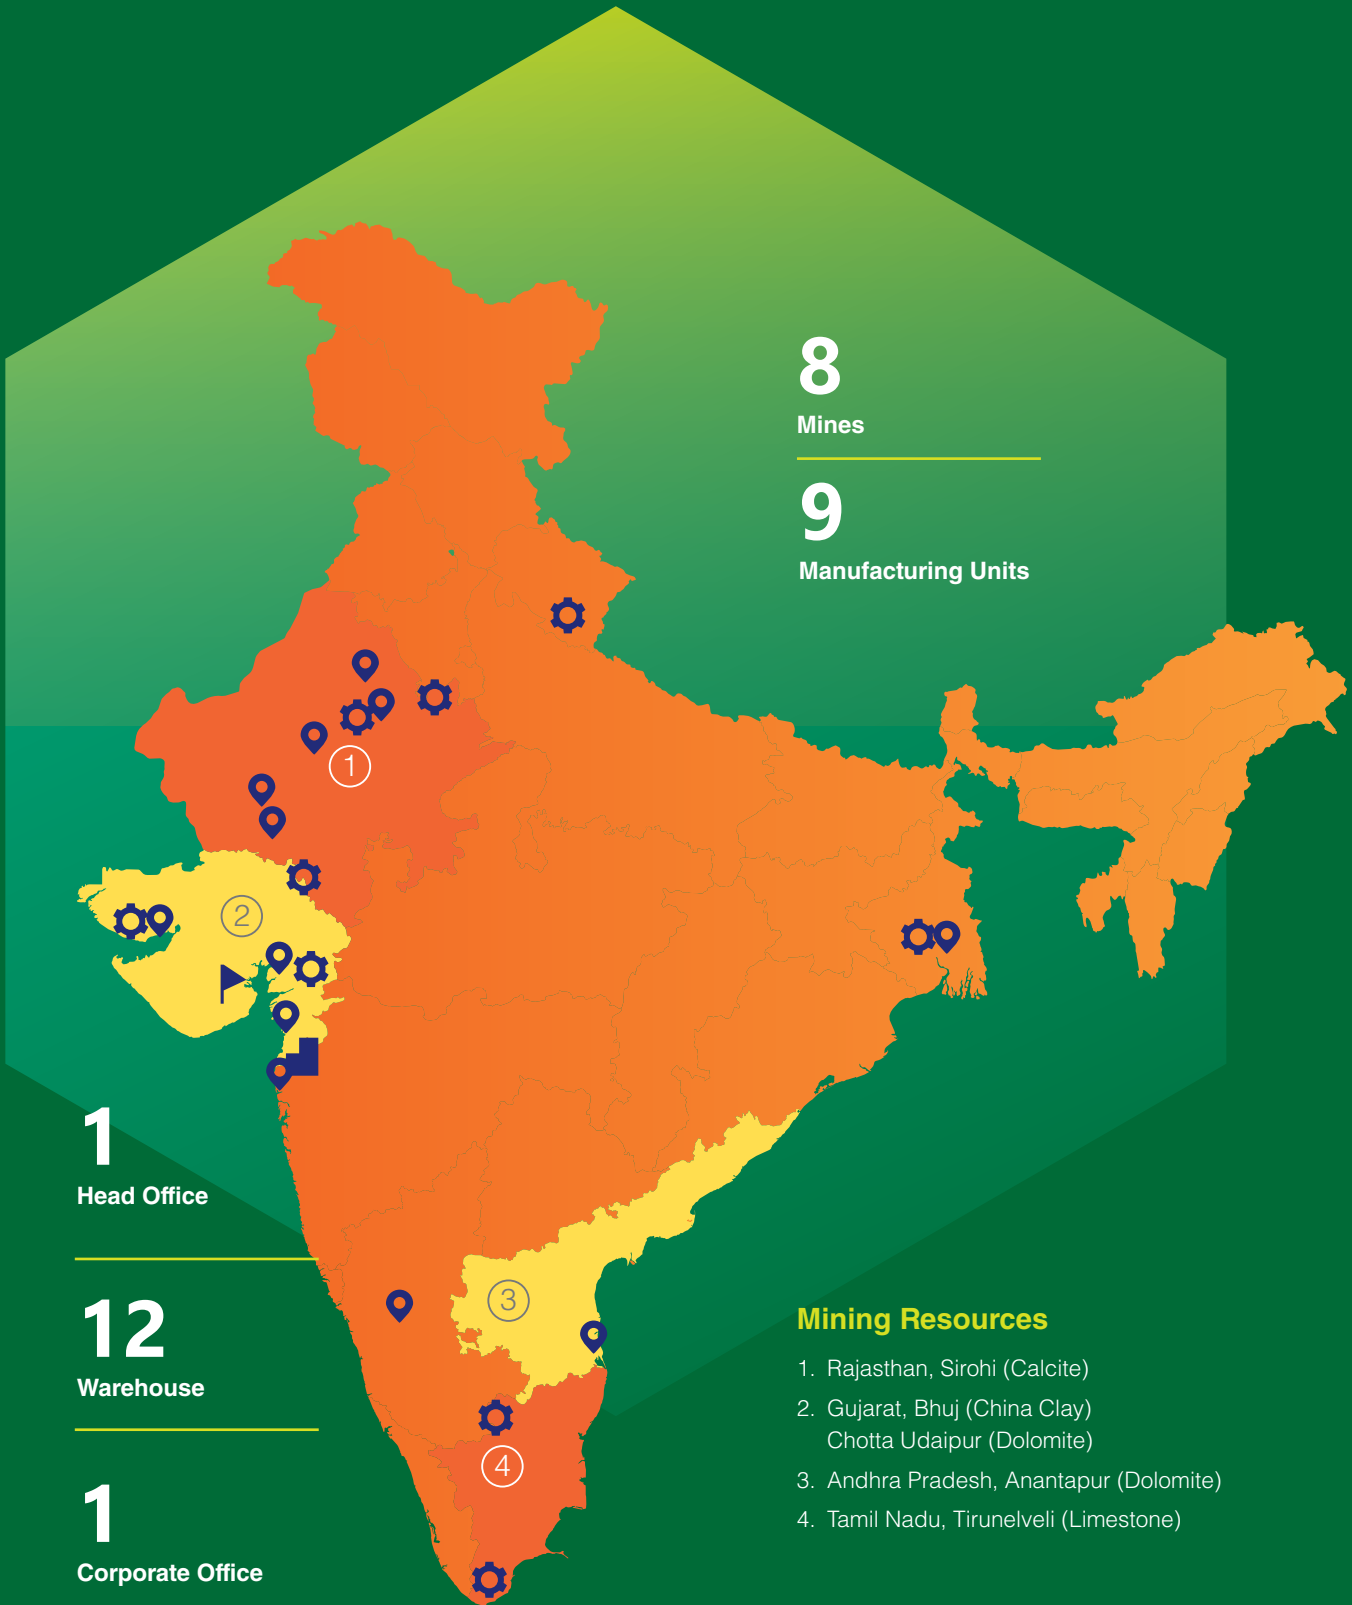 8
Mines
9
Manufacturing Units
1
2
1
Head Office
12
Warehouse
1
Corporate Office
3
4
Mining Resources
1. Rajasthan, Sirohi (Calcite)
2. Gujarat, Bhuj (China Clay)
Chotta Udaipur (Dolomite)
3. Andhra Pradesh, Anantapur (Dolomite)
4. Tamil Nadu, Tirunelveli (Limestone)